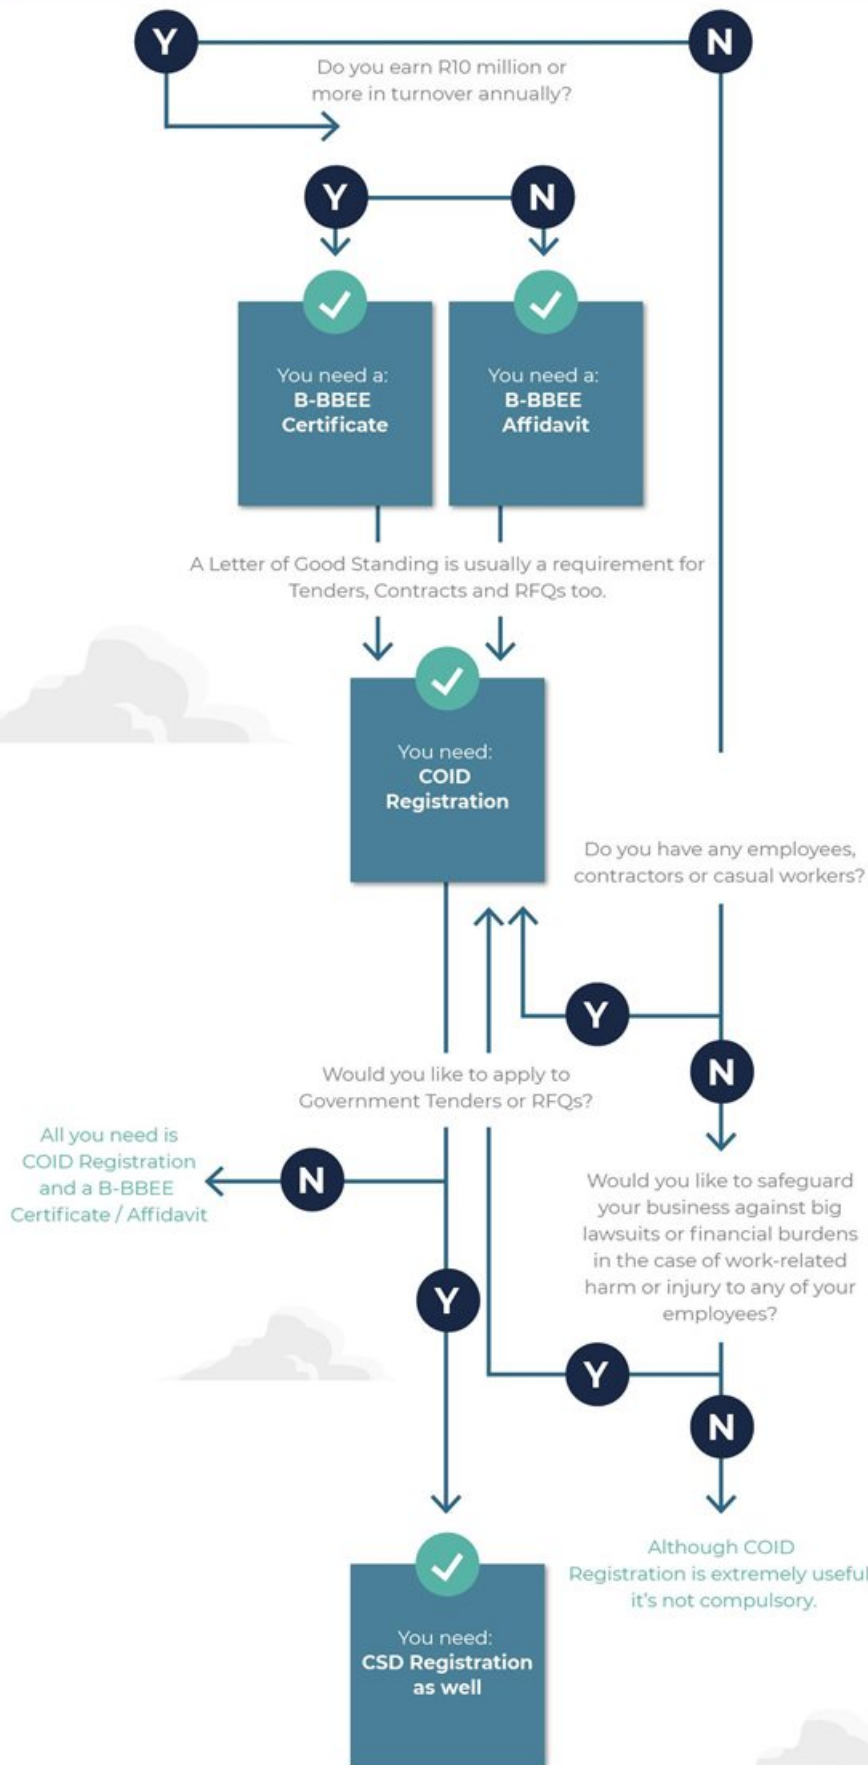 Y
N
Do you earn R10 million or
more in turnover annually?
Y
N
You need a:
B-BBEE
Certificate
You need a:
B-BBEE
Affidavit
A Letter of Good Standing is usually a requirement for
Tenders, Contracts and RFQs too.
You need:
COID
Registration
Do you have any employees,
contractors or casual workers?
Y
N
Would you like to apply to
Government Tenders or RFQs?
All you need is
COID Registration
and a B-BBEE
Certificate / Affidavit
N
Would you like to safeguard
your business against big
lawsuits or financial burdens
in the case of work-related
harm or injury to any of your
employees?
Y
Y
N
Although COID
Registration is extremely useful
it's not compulsory.
You need:
CSD Registration
as well